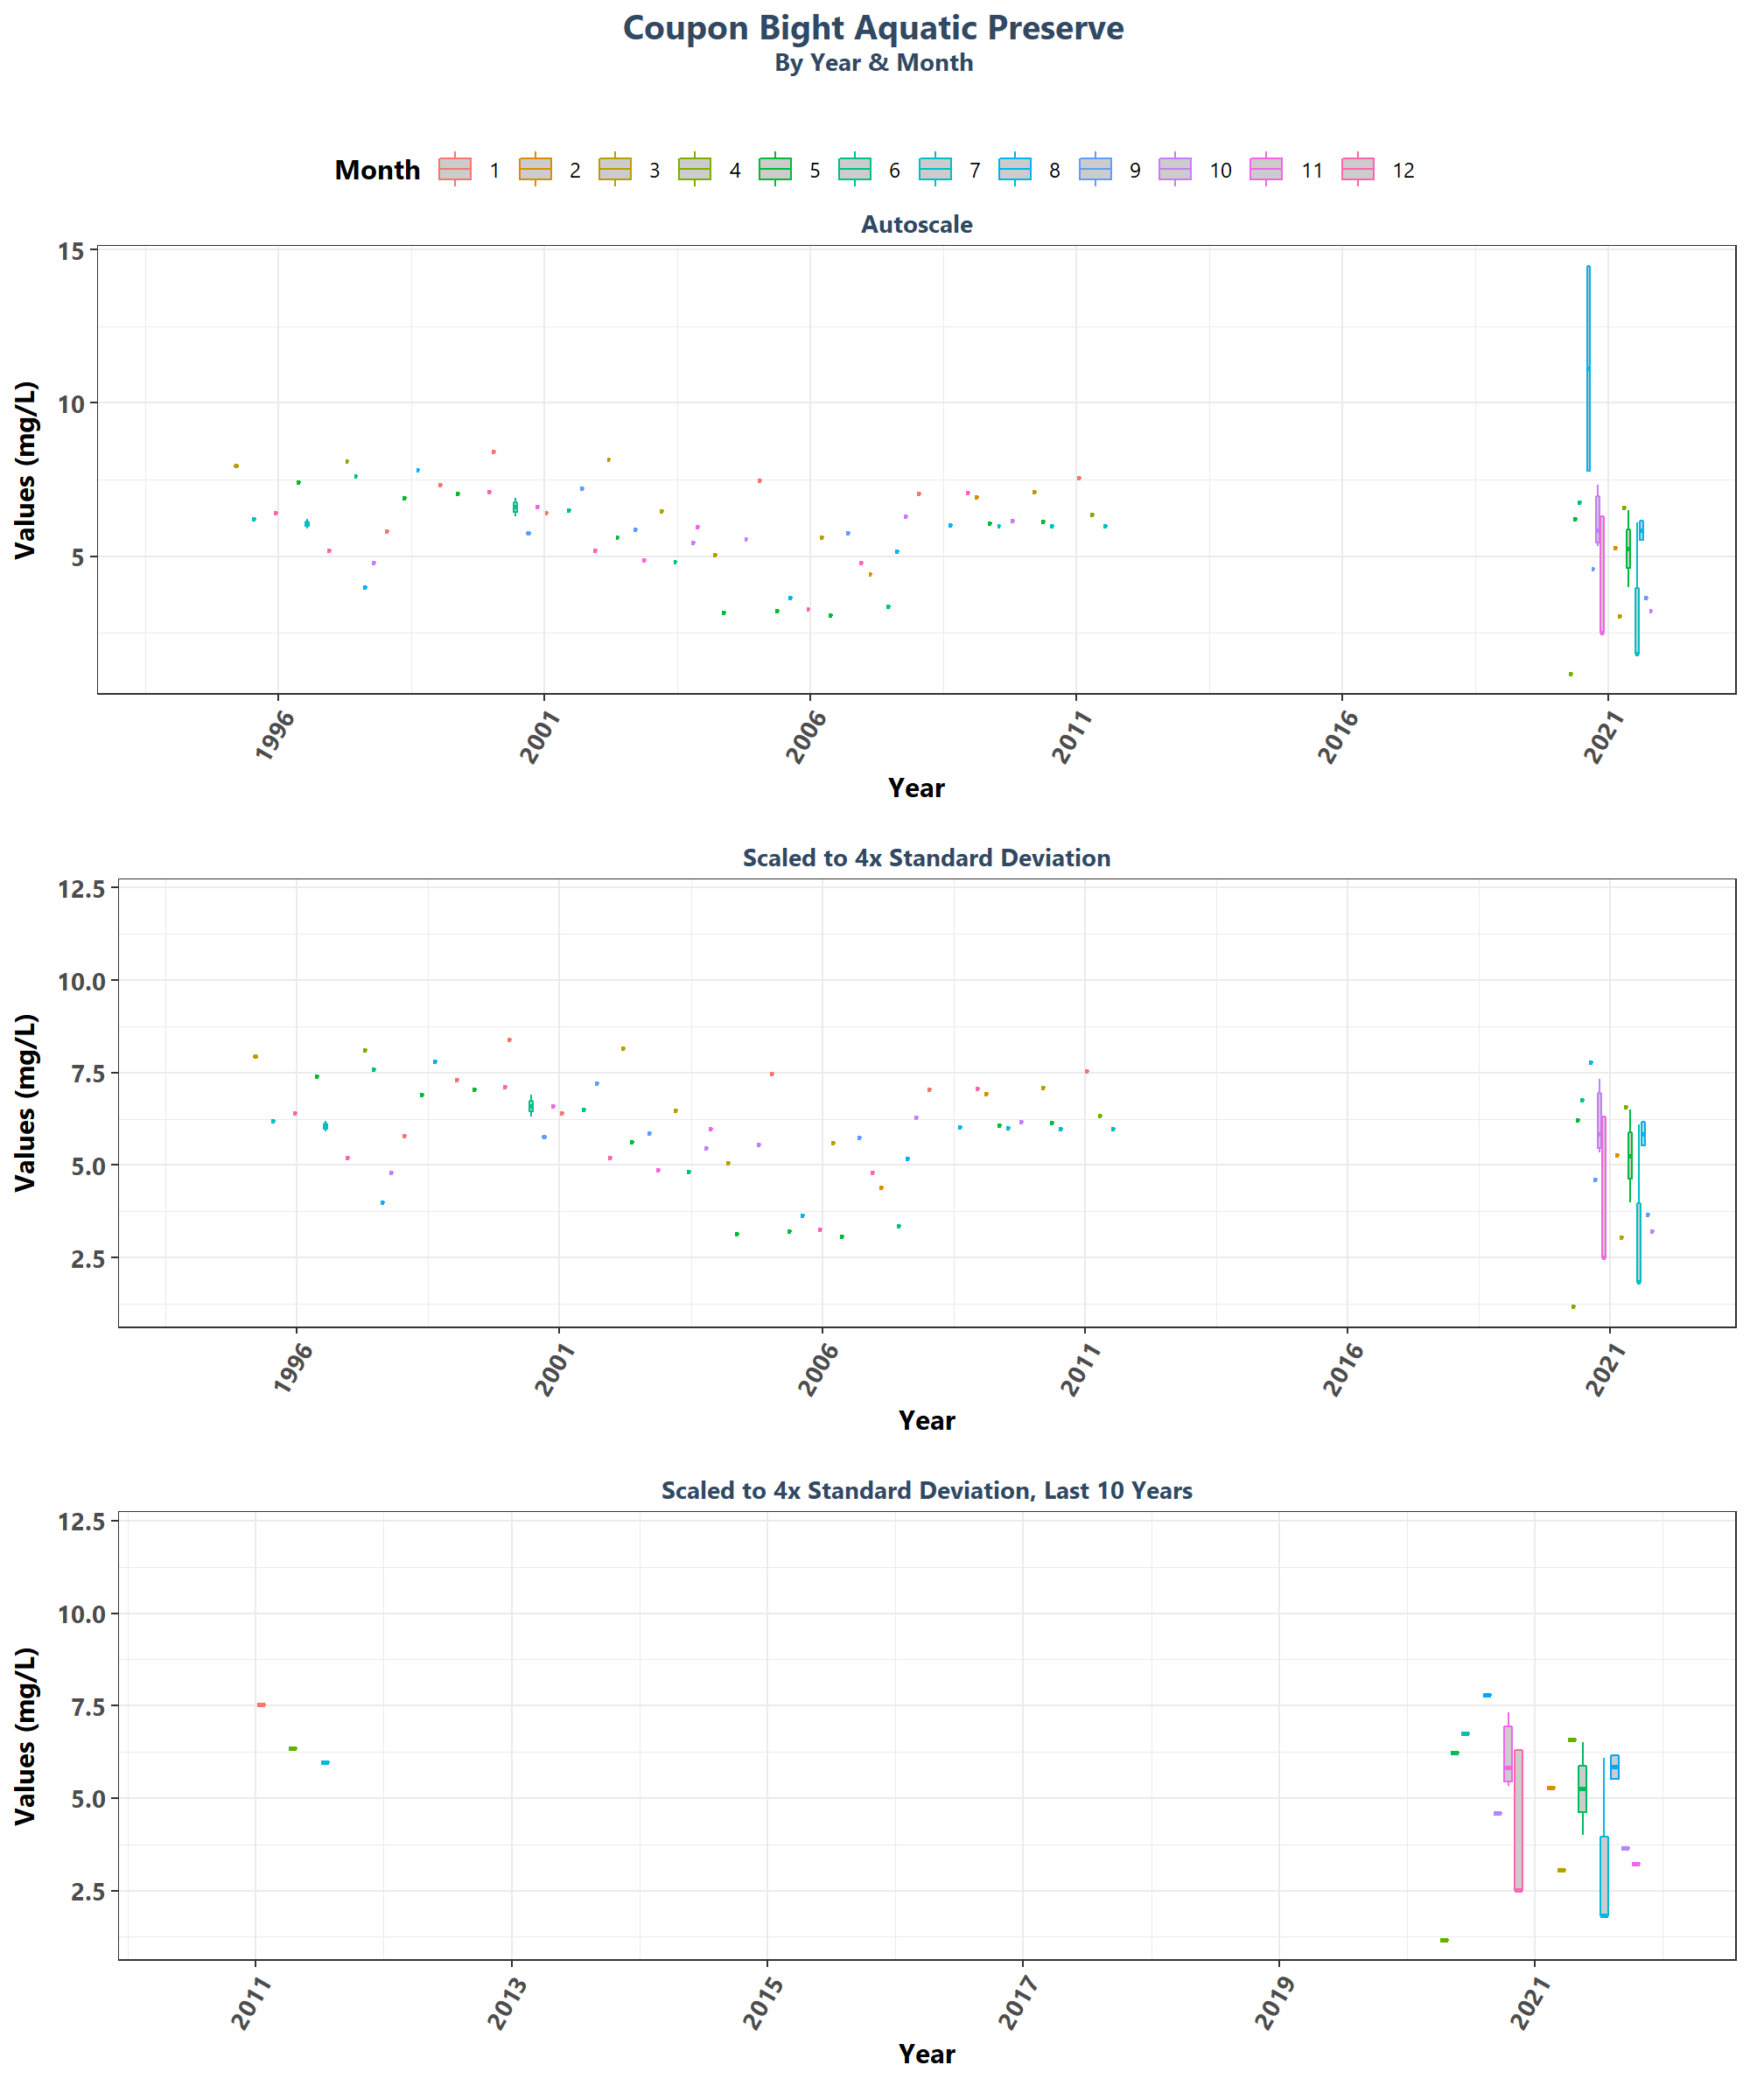 Coupon Bight Aquatic Preserve
By Year & Month
Month 1 2 3 4 5 6 7 8 9 10 11 12
Autoscale
15
10
5
Values (mg/L)
1996 2001 2006 2011 2016 2021
Year
Scaled to 4x Standard Deviation
12.5
10.0
7.5
5.0
2.5
Values (mg/L)
1996 2001 2006 2011 2016 2021
Year
Scaled to 4x Standard Deviation, Last 10 Years
12.5
10.0
7.5
5.0
2.5
Values (mg/L)
2011 2013 2015 2017 2019 2021
Year